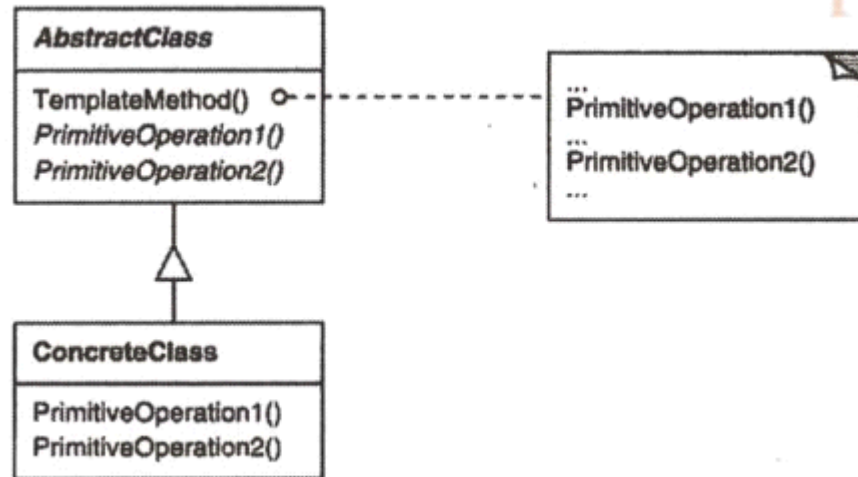 AbstractClass
TemplateMethod()
PrimitiveOperation1()
PrimitiveOperation2()
...
PrimitiveOperation1()
...
PrimitiveOperation2()
...
ConcreteClass
PrimitiveOperation1()
PrimitiveOperation2()